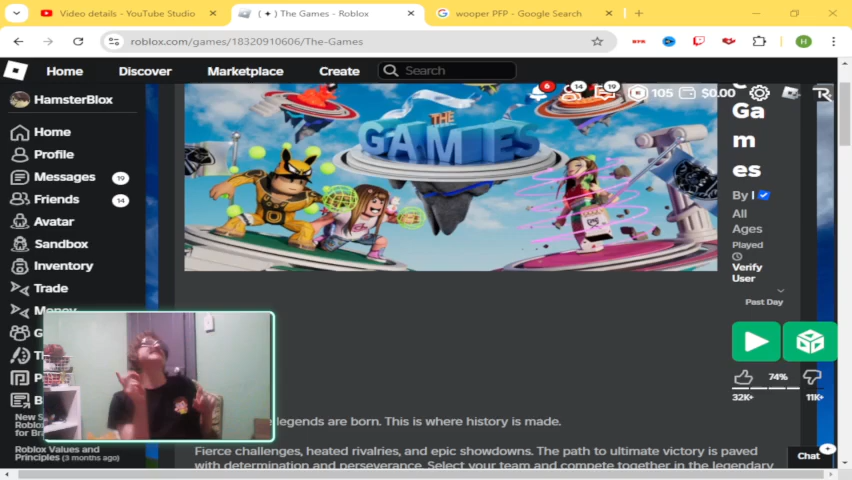 Video details - YouTube Studio
( ✦ ) The Games - Roblox
wooper PFP - Google Search
roblox.com/games/18320910606/The-Games
H
Home
Discover
Marketplace
Create
Search
HamsterBlox
6
14
19
105
$0.00
Home
Profile
Messages 19
Friends 14
Avatar
Sandbox
Inventory
Trade
Money
G
T
P
B
New S
Roblox
for Br
Roblox Values and
Principles (3 months ago)
THE
GAMES
Ga
m
es
By I
All
Ages
Played
Verify
User
Past Day
74%
32K+
11K+
legends are born. This is where history is made.
Fierce challenges, heated rivalries, and epic showdowns. The path to ultimate victory is paved
with determination and perseverance. Select your team and compete together in the legendary
Chat